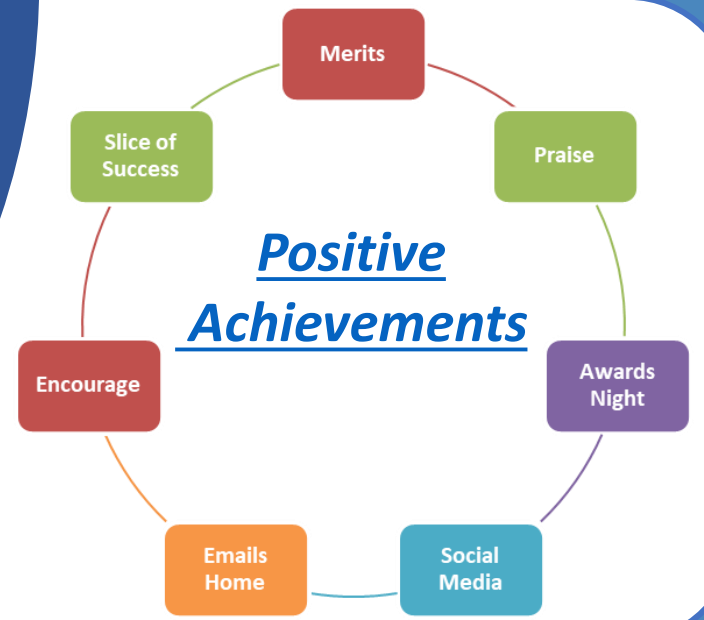 Merits
Praise
Awards
Night
Social
Media
Emails
Home
Encourage
Slice of
Success
Positive
Achievements